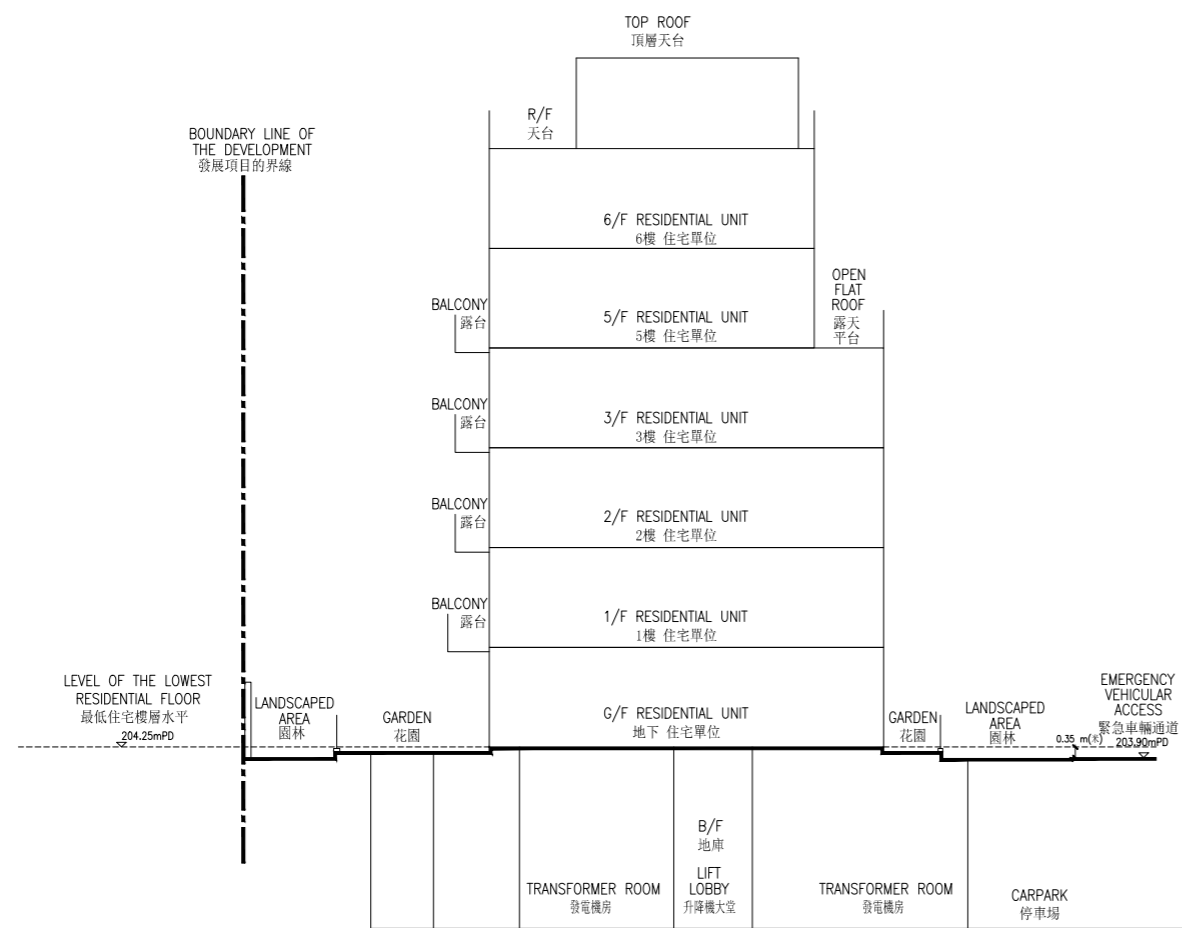 TOP ROOF
頂層天台
R/F
天台
BOUNDARY LINE OF
THE DEVELOPMENT
發展項目的界線
6/F RESIDENTIAL UNIT
6樓 住宅單位
OPEN
FLAT
ROOF
露天
平台
BALCONY
露台
5/F RESIDENTIAL UNIT
5樓 住宅單位
BALCONY
露台
3/F RESIDENTIAL UNIT
3樓 住宅單位
BALCONY
露台
2/F RESIDENTIAL UNIT
2樓 住宅單位
BALCONY
露台
1/F RESIDENTIAL UNIT
1樓 住宅單位
LEVEL OF THE LOWEST
RESIDENTIAL FLOOR
最低住宅樓層水平
204.25mPD
LANDSCAPED
AREA
園林
GARDEN
花園
G/F RESIDENTIAL UNIT
地下 住宅單位
GARDEN
花園
LANDSCAPED
AREA
園林
0.35 m(米)
EMERGENCY
VEHICULAR
ACCESS
緊急車輛通道
203.90mPD
B/F
地庫
LIFT
LOBBY
升降機大堂
TRANSFORMER ROOM
發電機房
TRANSFORMER ROOM
發電機房
CARPARK
停車場